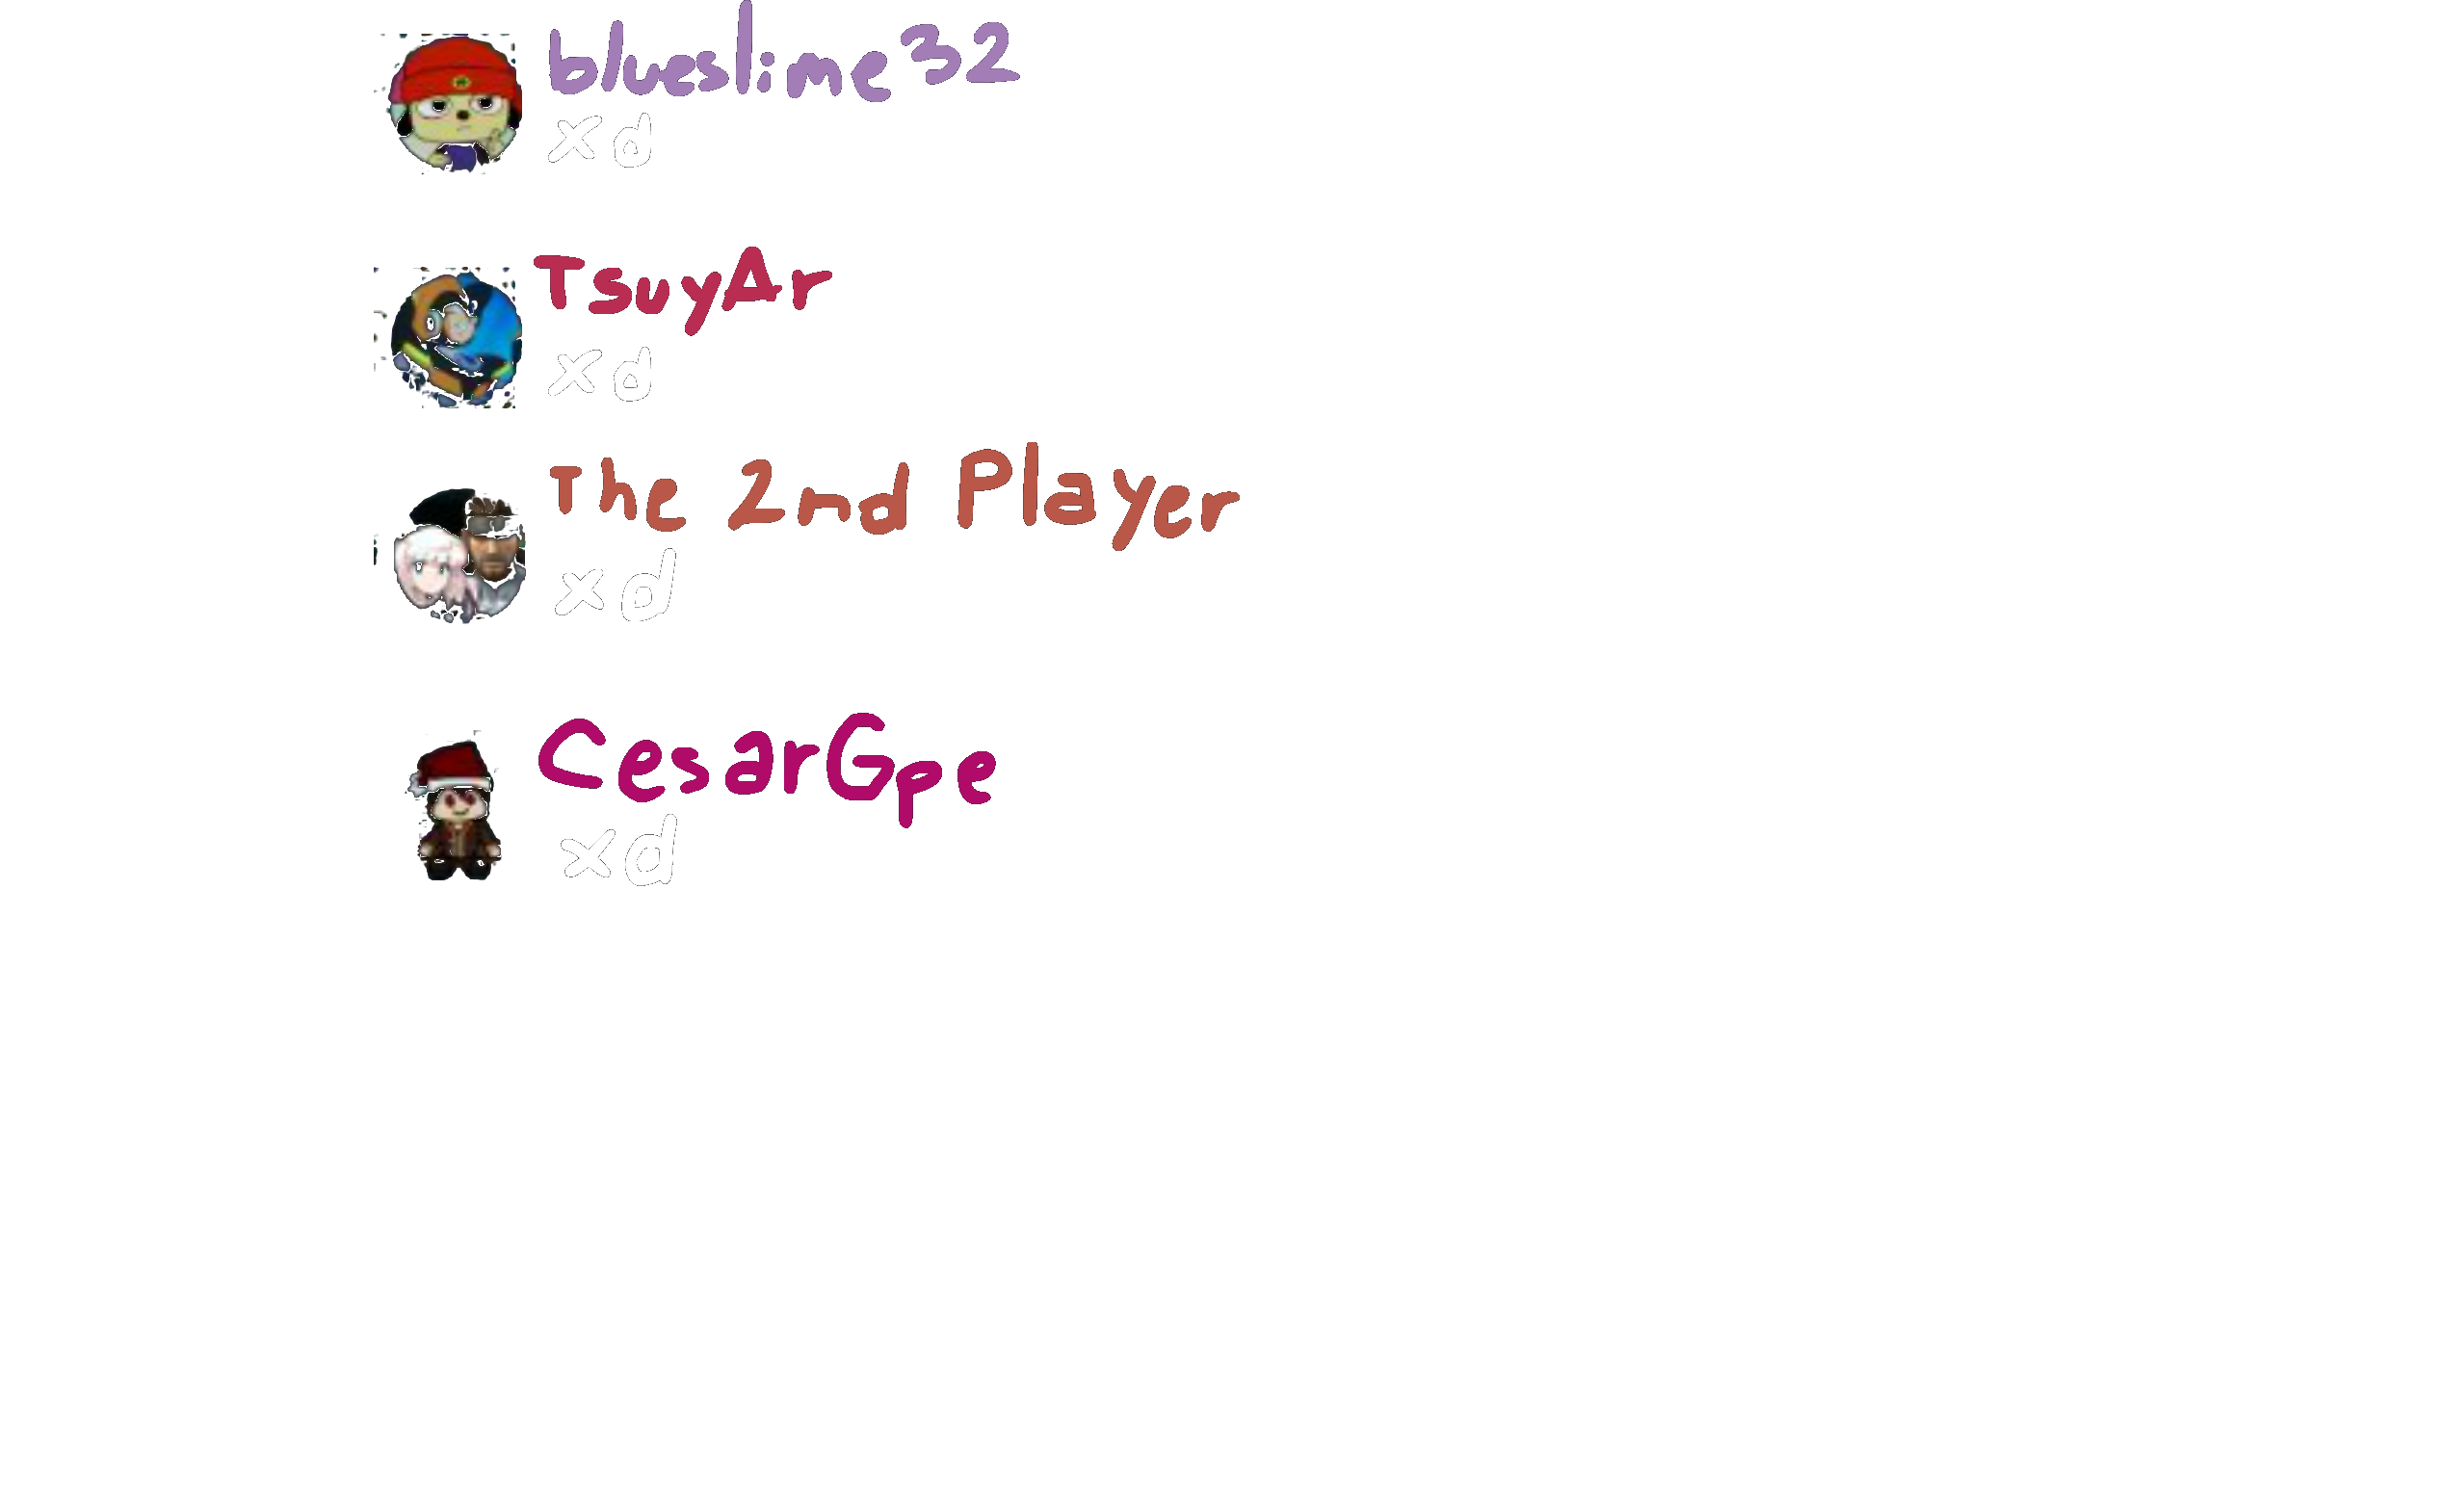 blueslime32
xd
TsuyAr
xd
The 2nd Player
xd
CesarGpe
xd